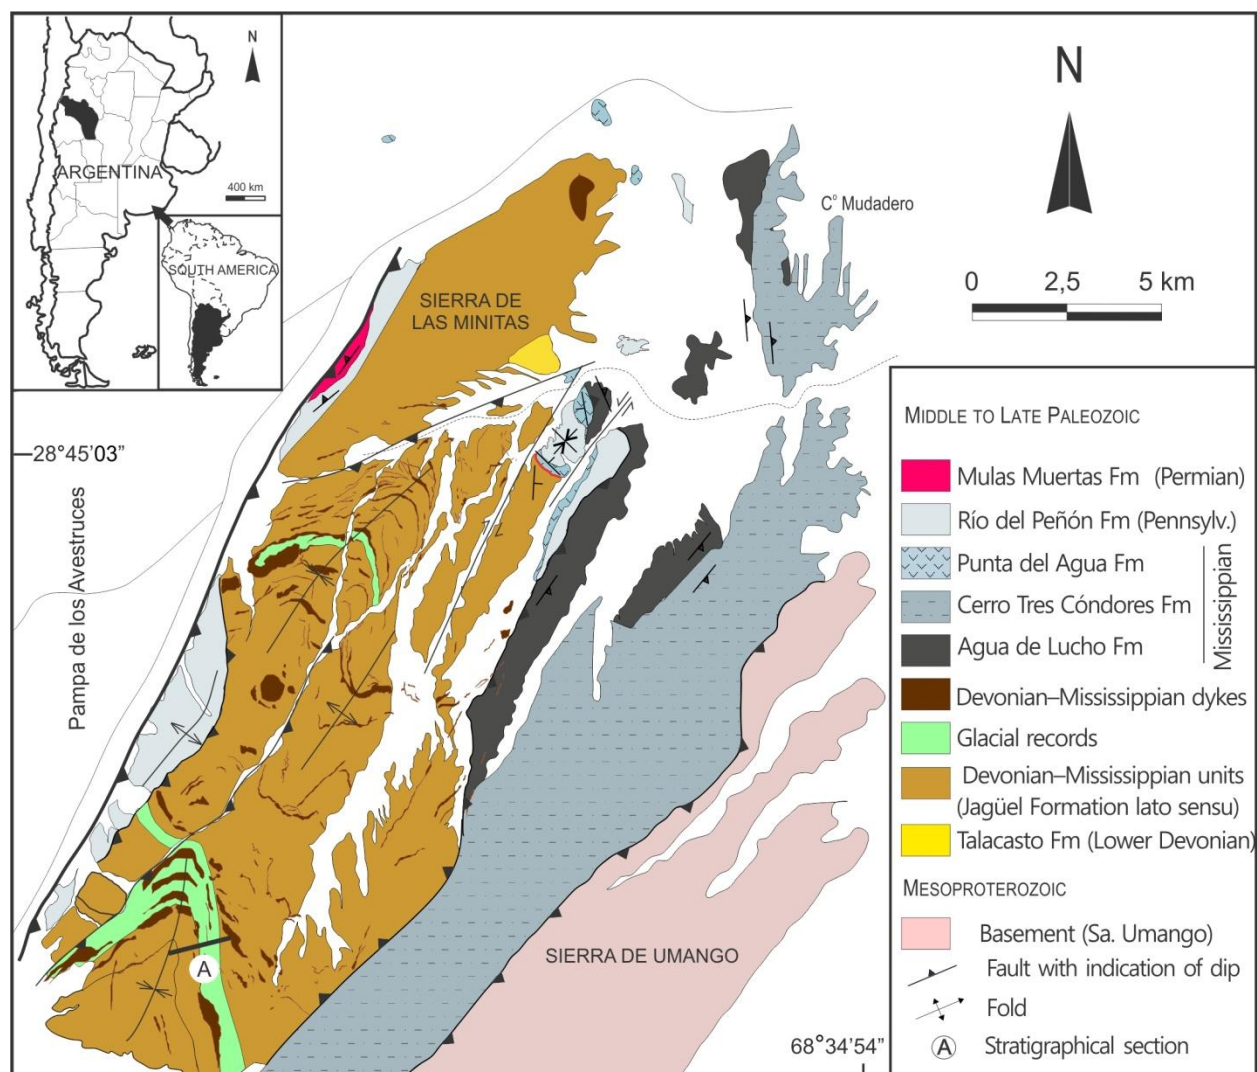 N
ARGENTINA
400 km
SOUTH AMERICA
N
0 2,5 5 km
C° Mudadero
SIERRA DE
LAS MINITAS
28°45'03"
Pampa de los Avestruces
A
SIERRA DE UMANGO
68°34'54"
MIDDLE TO LATE PALEOZOIC
Mulas Muertas Fm (Permian)
Río del Peñón Fm (Pennsylv.)
Punta del Agua Fm
Cerro Tres Cóndores Fm
Agua de Lucho Fm
Mississippian
Devonian–Mississippian dykes
Glacial records
Devonian–Mississippian units
(Jagüel Formation lato sensu)
Talacasto Fm (Lower Devonian)
MESOPROTEROZOIC
Basement (Sa. Umango)
Fault with indication of dip
Fold
A Stratigraphical section